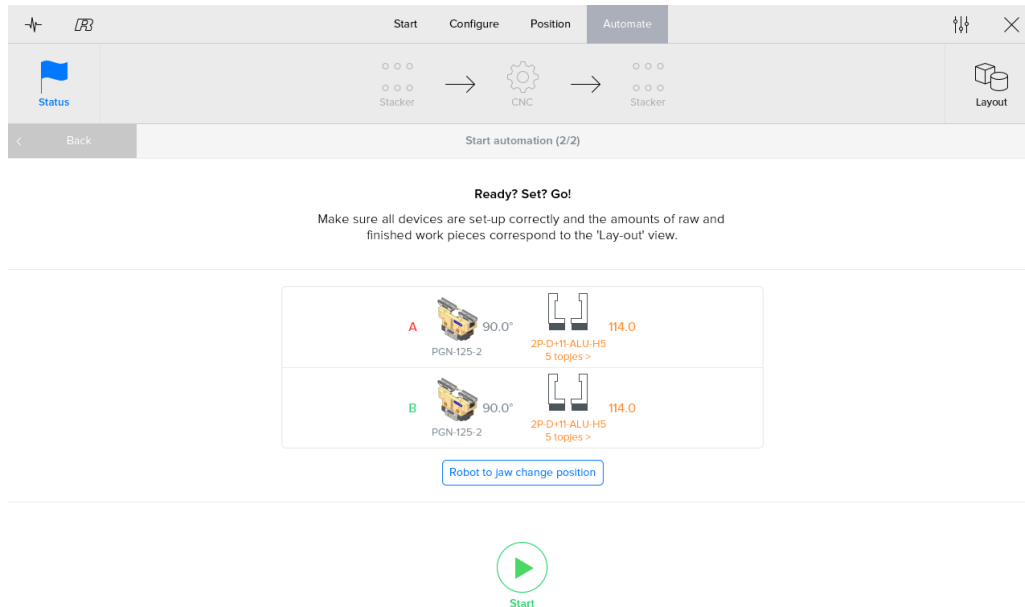 Start Configure Position Automate
Status
Stacker
CNC
Stacker
Layout
Back
Start automation (2/2)
Ready? Set? Go!
Make sure all devices are set-up correctly and the amounts of raw and
finished work pieces correspond to the 'Lay-out' view.
A 90.0° 114.0
PGN-125-2
2P-D+11-ALU-H5
5 topjes >
B 90.0° 114.0
PGN-125-2
2P-D+11-ALU-H5
5 topjes >
Robot to jaw change position
Start